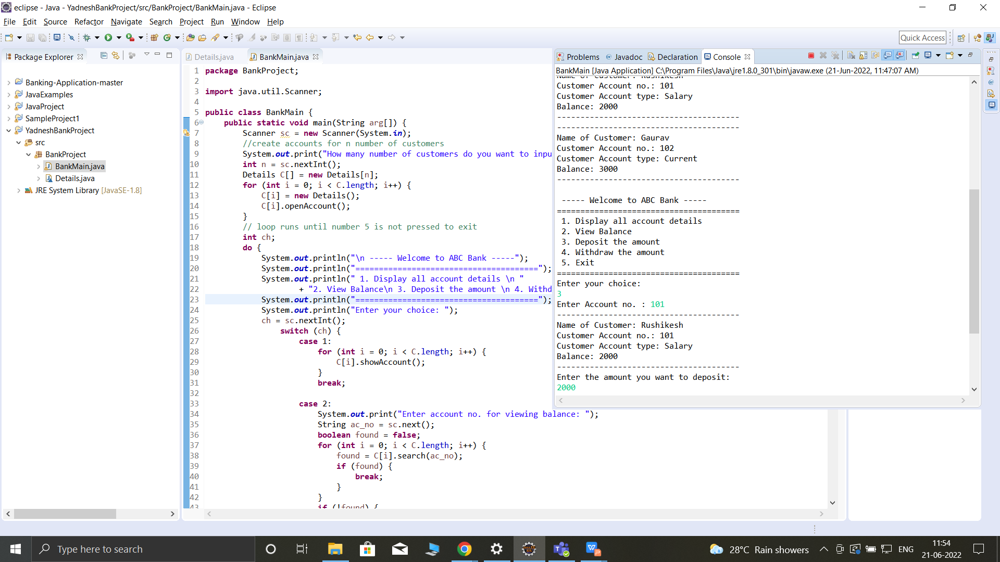 eclipse - Java - YadneshBankProject/src/BankProject/BankMain.java - Eclipse
File Edit Source Refactor Navigate Search Project Run Window Help
Quick Access
Package Explorer
Banking-Application-master
JavaExamples
JavaProject
SampleProject1
YadneshBankProject
src
BankProject
BankMain.java
Details.java
JRE System Library [JavaSE-1.8]
Details.java BankMain.java
1 package BankProject;
2
3 import java.util.Scanner;
4
5 public class BankMain {
6 public static void main(String arg[]) {
7 Scanner sc = new Scanner(System.in);
8 //create accounts for n number of customers
9 System.out.print("How many number of customers do you want to inpu
10 int n = sc.nextInt();
11 Details C[] = new Details[n];
12 for (int i = 0; i < C.length; i++) {
13 C[i] = new Details();
14 C[i].openAccount();
15 }
16 // loop runs until number 5 is not pressed to exit
17 int ch;
18 do {
19 System.out.println("\n ----- Welcome to ABC Bank -----");
20 System.out.println("=======================================");
21 System.out.println(" 1. Display all account details \n "
22 + "2. View Balance\n 3. Deposit the amount \n 4. Withd
23 System.out.println("=======================================");
24 System.out.println("Enter your choice: ");
25 ch = sc.nextInt();
26 switch (ch) {
27 case 1:
28 for (int i = 0; i < C.length; i++) {
29 C[i].showAccount();
30 }
31 break;
32
33 case 2:
34 System.out.print("Enter account no. for viewing balance: ");
35 String ac_no = sc.next();
36 boolean found = false;
37 for (int i = 0; i < C.length; i++) {
38 found = C[i].search(ac_no);
39 if (found) {
40 break;
41 }
42 }
43 if (!found) {
Problems Javadoc Declaration Console
BankMain [Java Application] C:\Program Files\Java\jre1.8.0_301\bin\javaw.exe (21-Jun-2022, 11:47:07 AM)
Name of Customer: Rushikesh
Customer Account no.: 101
Customer Account type: Salary
Balance: 2000
---------------------------------------
---------------------------------------
Name of Customer: Gaurav
Customer Account no.: 102
Customer Account type: Current
Balance: 3000
---------------------------------------
----- Welcome to ABC Bank -----
=======================================
1. Display all account details
2. View Balance
3. Deposit the amount
4. Withdraw the amount
5. Exit
=======================================
Enter your choice:
3
Enter Account no. : 101
---------------------------------------
Name of Customer: Rushikesh
Customer Account no.: 101
Customer Account type: Salary
Balance: 2000
---------------------------------------
Enter the amount you want to deposit:
2000
Type here to search
28°C Rain showers
ENG
11:54
21-06-2022